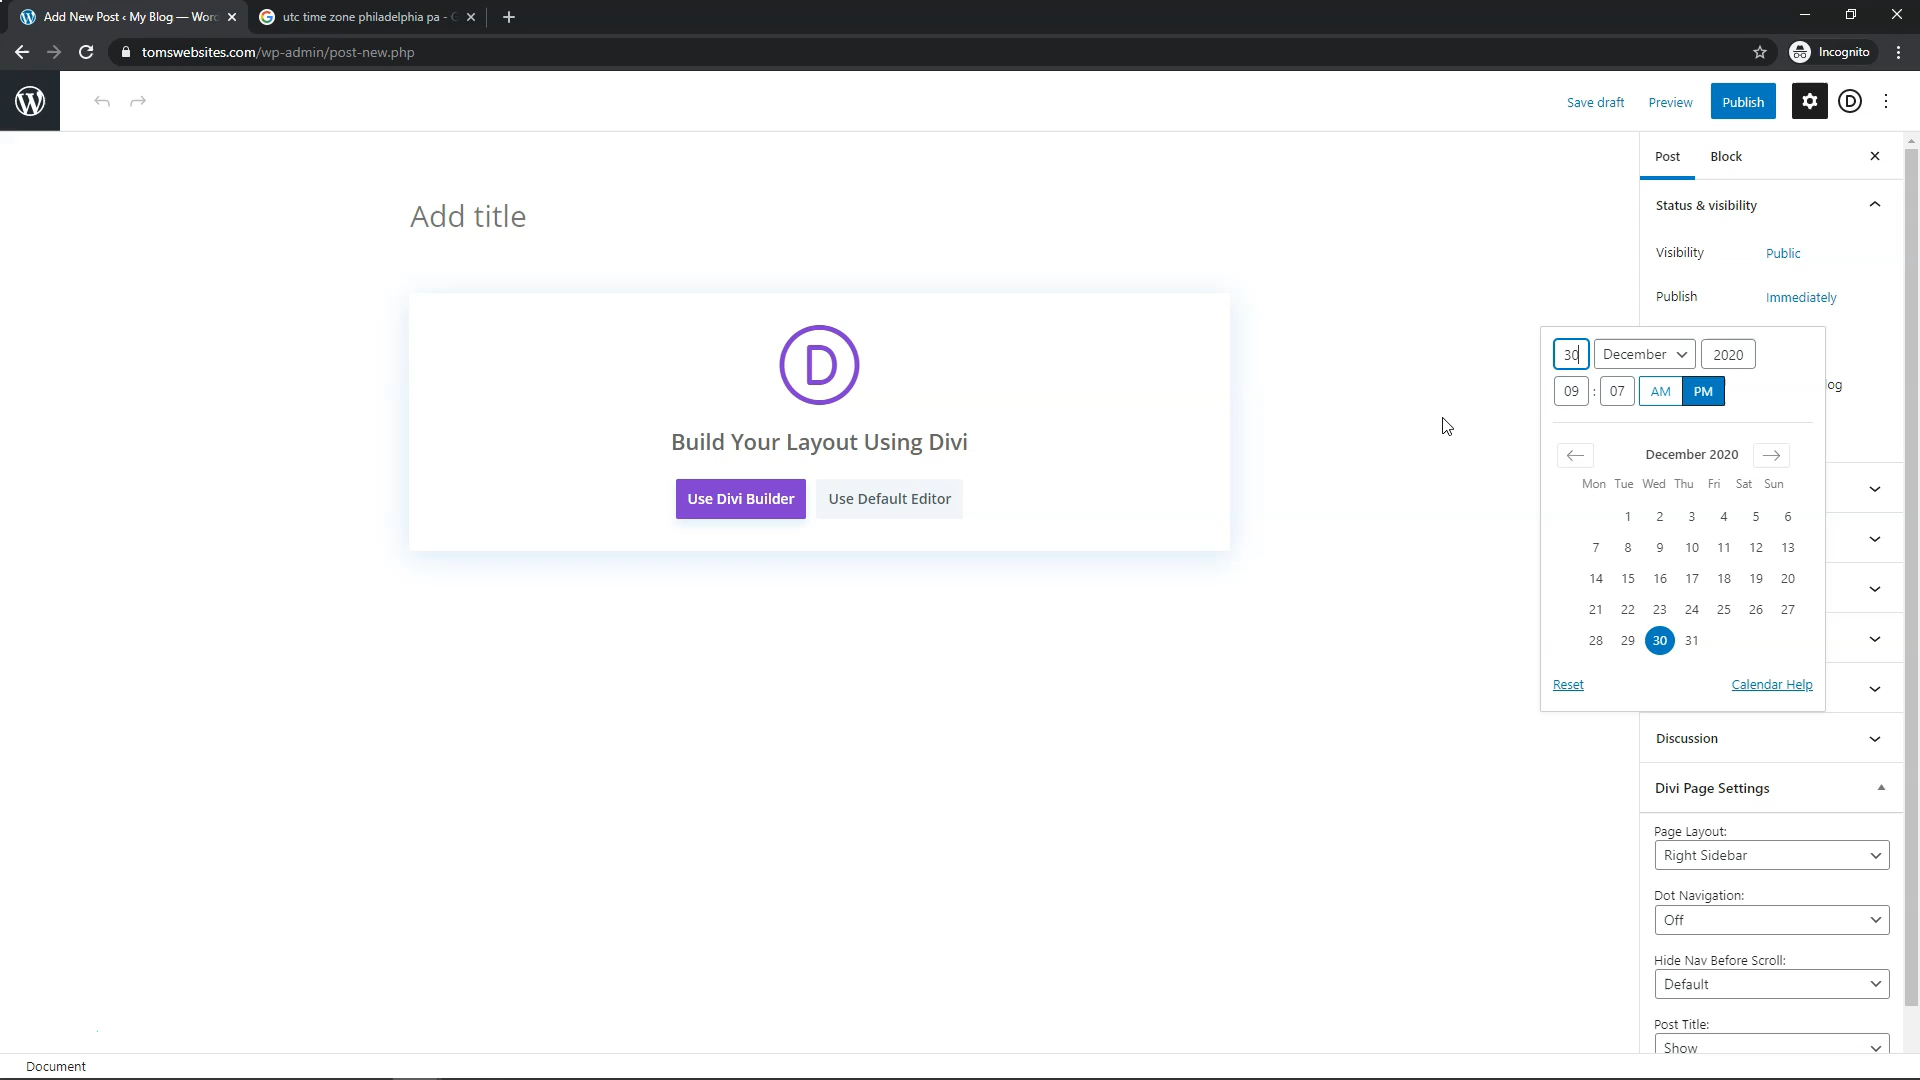 Add New Post ‹ My Blog — Wor
utc time zone philadelphia pa - G
tomswebsites.com/wp-admin/post-new.php
Incognito
Save draft
Preview
Publish
Post
Block
Add title
Status & visibility
Visibility
Public
Publish
Immediately
30
December
2020
09 : 07 AM PM
og
Build Your Layout Using Divi
Use Divi Builder
Use Default Editor
December 2020
Mon Tue Wed Thu Fri Sat Sun
1 2 3 4 5 6
7 8 9 10 11 12 13
14 15 16 17 18 19 20
21 22 23 24 25 26 27
28 29 30 31
Reset
Calendar Help
Discussion
Divi Page Settings
Page Layout:
Right Sidebar
Dot Navigation:
Off
Hide Nav Before Scroll:
Default
Post Title:
Show
Document